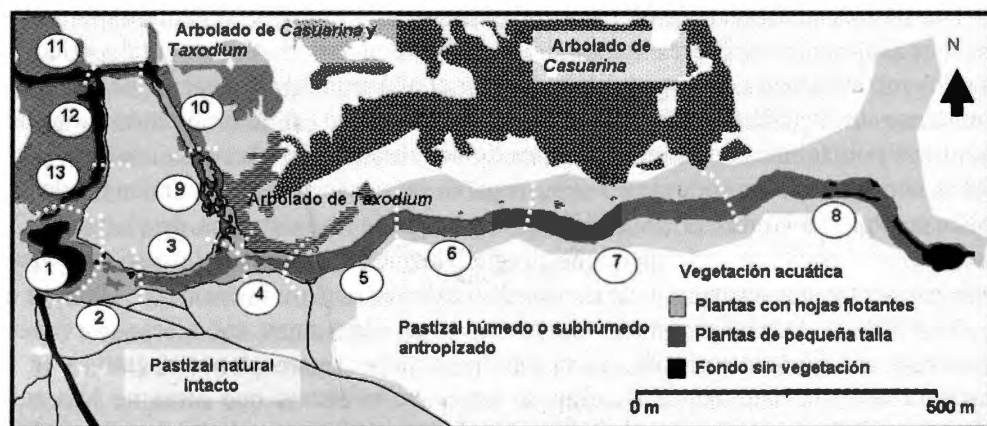 Arbolado de Casuarina y
Taxodium
Arbolado de
Casuarina
N
11
12
10
13
9
Arbolado de Taxodium
3
8
1
6
7
2
4
5
Vegetación acuática
Plantas con hojas flotantes
Plantas de pequeña talla
Fondo sin vegetación
Pastizal húmedo o subhúmedo
antropizado
Pastizal natural
intacto
0 m
500 m